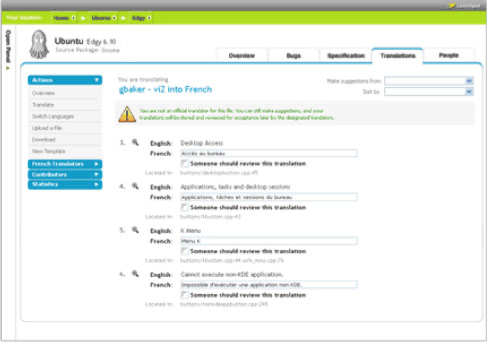 Launchpad
Your location: Home Ubuntu Edgy
Open Panel
Ubuntu Edgy 6.10
Source Package: Gnome
Overview Bugs Specification Translations People
Actions
Overview
Translate
Switch Languages
Upload a File
Download
View Template
French Translators
Contributors
Statistics
You are translating
gbaker - vi2 into French
Make suggestions from
Sort by
You are not an official translator for this file. You can still make suggestions, and your
translations will be stored and reviewed for acceptance later by the designated translators.
3. English: Desktop Access
French: Accès au bureau
Someone should review this translation
Located in: buttons/desktopbutton.cpp:45
4. English: Applications, tasks and desktop sessions
French: Applications, tâches et sessions du bureau
Someone should review this translation
Located in: buttons/kbutton.cpp:43
5. English: K Menu
French: Menu K
Someone should review this translation
Located in: buttons/kbutton.cpp:44
6. English: Cannot execute non-KDE application.
French: Impossible d'exécuter une application non KDE.
Someone should review this translation
Located in: buttons/nonkdeappbutton.cpp:245